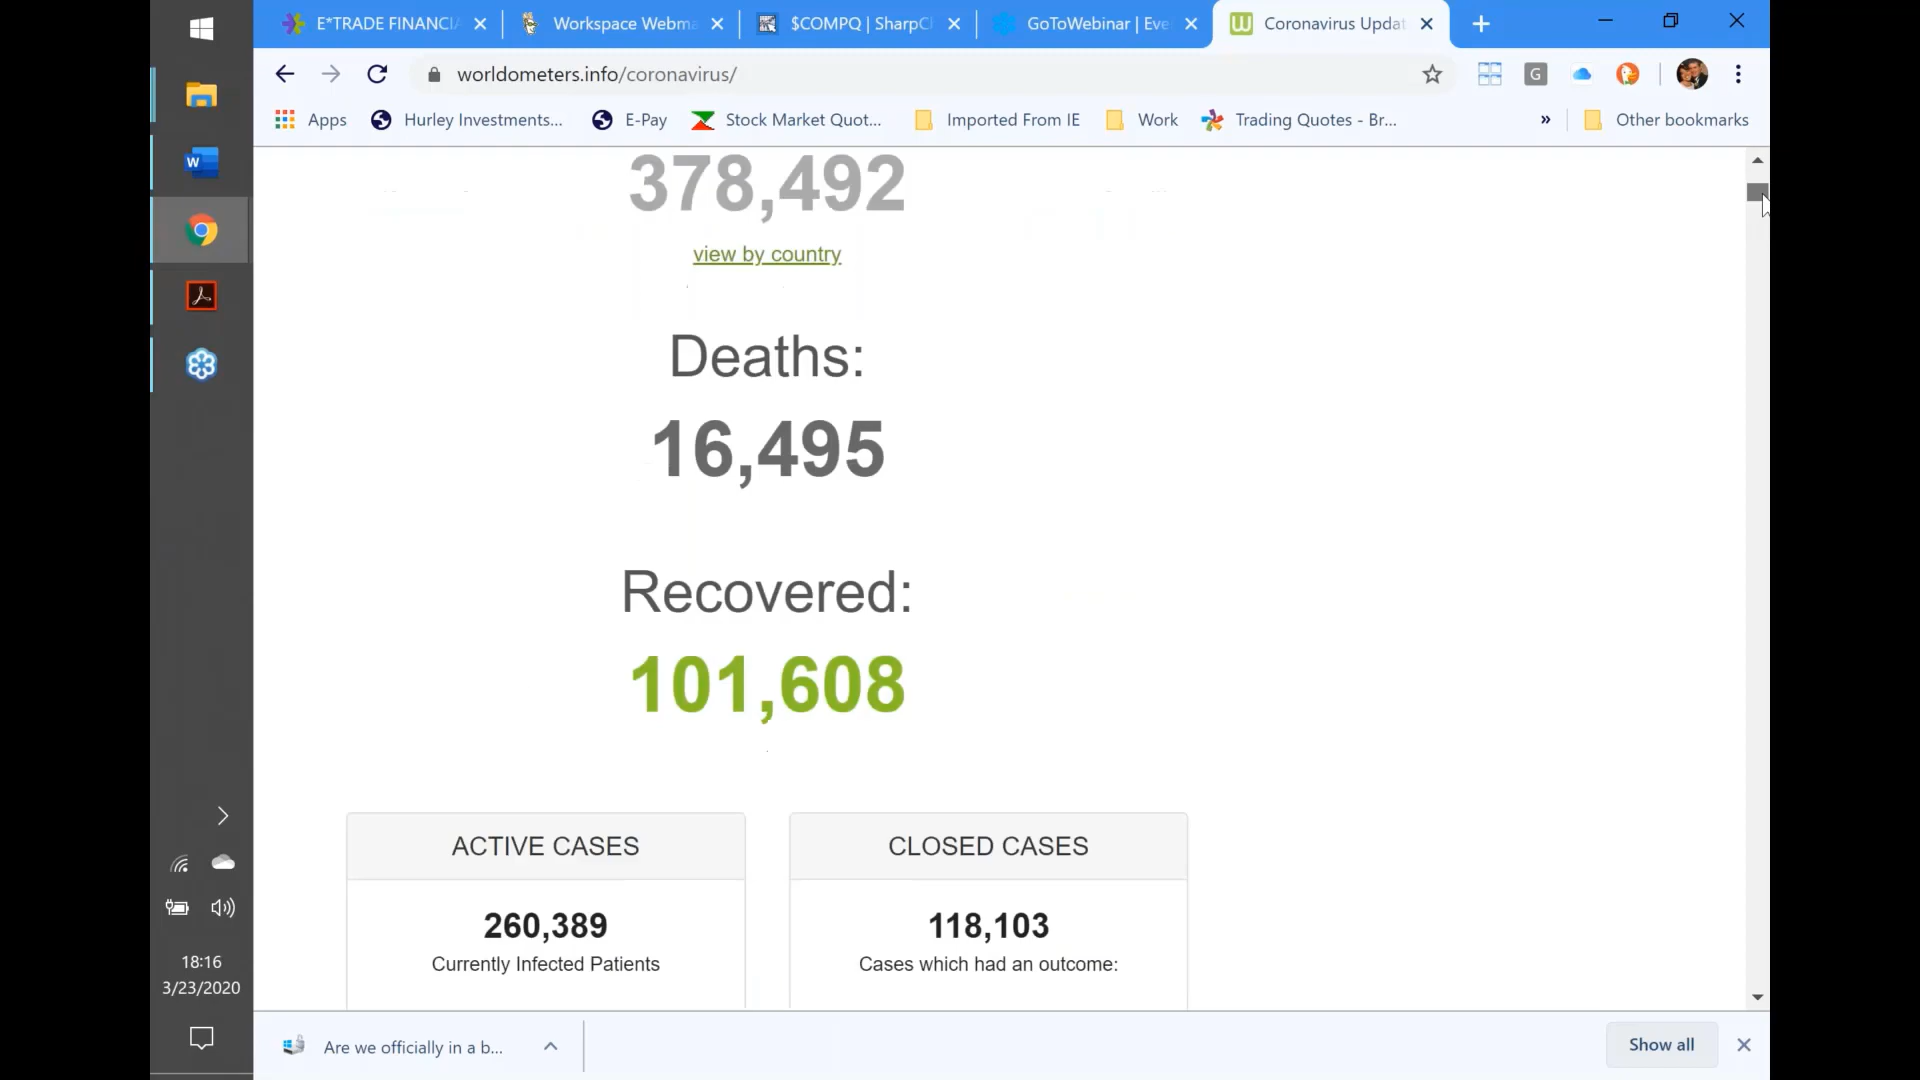 E*TRADE FINANCIA
Workspace Webma
$COMPQ | SharpC
GoToWebinar | Eve
Coronavirus Updat
worldometers.info/coronavirus/
G
Apps
Hurley Investments...
E-Pay
Stock Market Quot...
Imported From IE
Work
Trading Quotes - Br...
»
Other bookmarks
378,492
view by country
Deaths:
16,495
Recovered:
101,608
ACTIVE CASES
260,389
Currently Infected Patients
CLOSED CASES
118,103
Cases which had an outcome:
18:16
3/23/2020
Are we officially in a b...
Show all